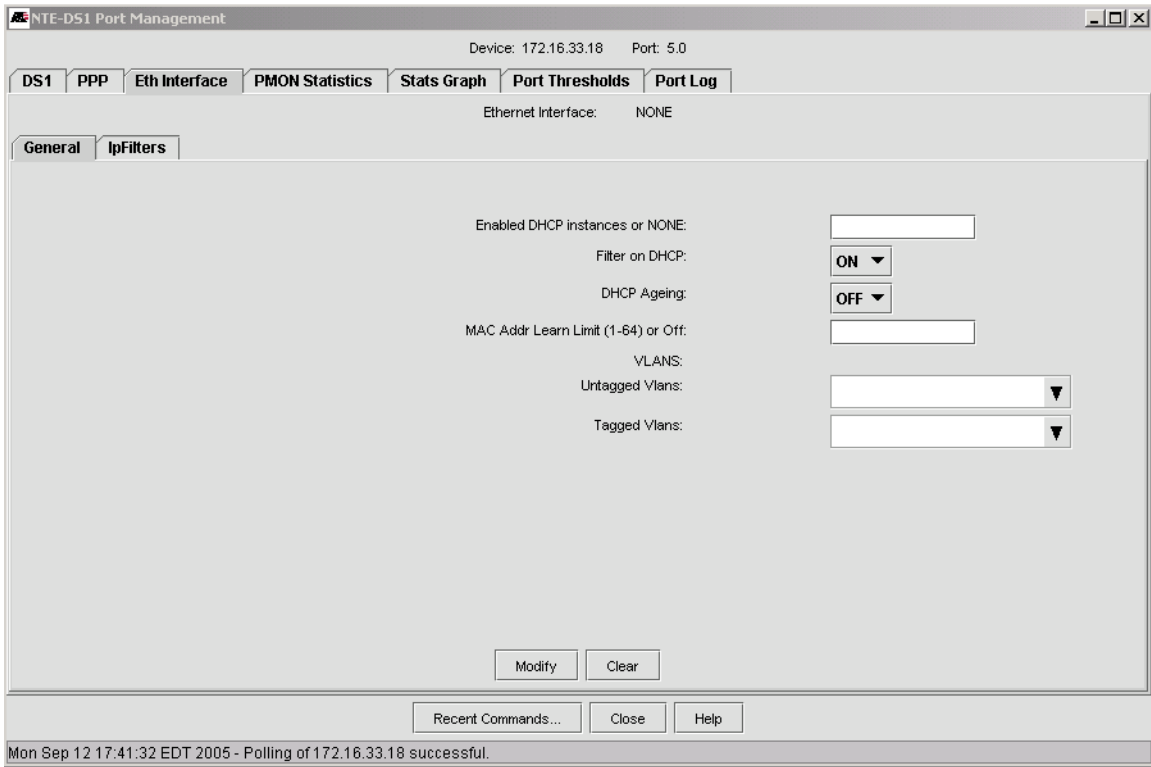 NTE-DS1 Port Management
Device: 172.16.33.18 Port: 5.0
DS1 PPP Eth Interface PMON Statistics Stats Graph Port Thresholds Port Log
Ethernet Interface: NONE
General IpFilters
Enabled DHCP instances or NONE:
Filter on DHCP: ON
DHCP Ageing: OFF
MAC Addr Learn Limit (1-64) or Off:
VLANS:
Untagged Vlans:
Tagged Vlans:
Modify Clear
Recent Commands... Close Help
Mon Sep 12 17:41:32 EDT 2005 - Polling of 172.16.33.18 successful.